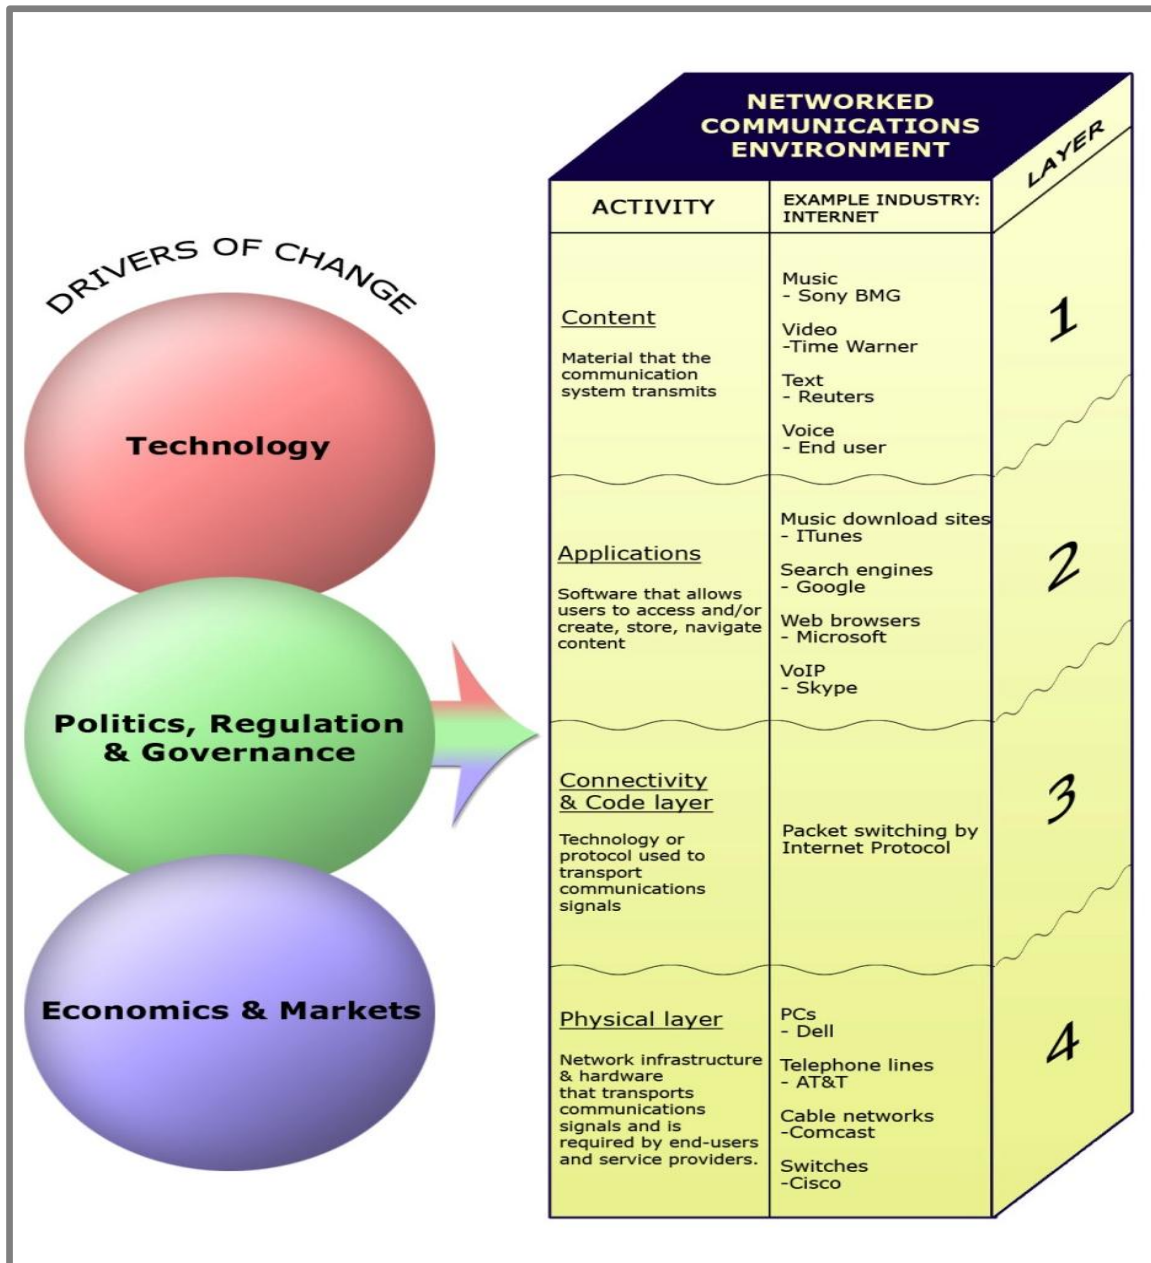 NETWORKED
COMMUNICATIONS
ENVIRONMENT
LAYER
ACTIVITY
EXAMPLE INDUSTRY:
INTERNET
DRIVERS OF CHANGE
Technology
Politics, Regulation
& Governance
Economics & Markets
Content
Material that the
communication
system transmits
Music
- Sony BMG
Video
-Time Warner
Text
- Reuters
Voice
- End user
1
Applications
Software that allows
users to access and/or
create, store, navigate
content
Music download sites
- ITunes
Search engines
- Google
Web browsers
- Microsoft
VoIP
- Skype
2
Connectivity
& Code layer
Technology or
protocol used to
transport
communications
signals
Packet switching by
Internet Protocol
3
Physical layer
Network infrastructure
& hardware
that transports
communications
signals and is
required by end-users
and service providers.
PCs
- Dell
Telephone lines
- AT&T
Cable networks
-Comcast
Switches
-Cisco
4